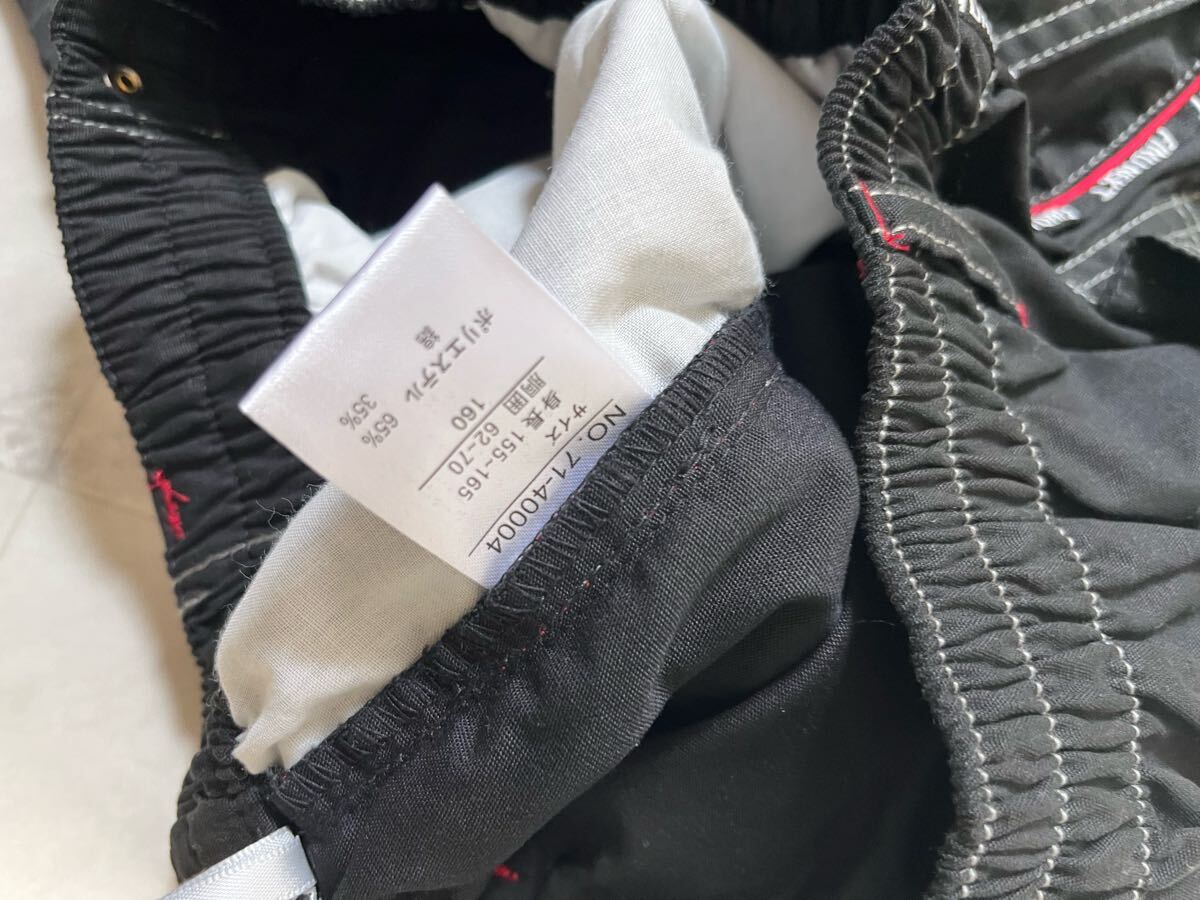 NO. 71-40004
サイズ
身長 155~165
胴囲 62~70
160
ポリエステル 65%
綿 35%